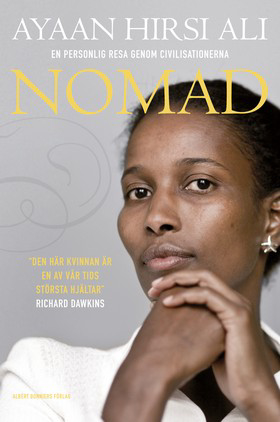 AYAAN HIRSI ALI
EN PERSONLIG RESA GENOM CIVILISATIONERNA
NOMAD
"DEN HÄR KVINNAN ÄR
EN AV VÅR TIDS
STÖRSTA HJÄLTAR"
RICHARD DAWKINS
ALBERT BONNIERS FÖRLAG